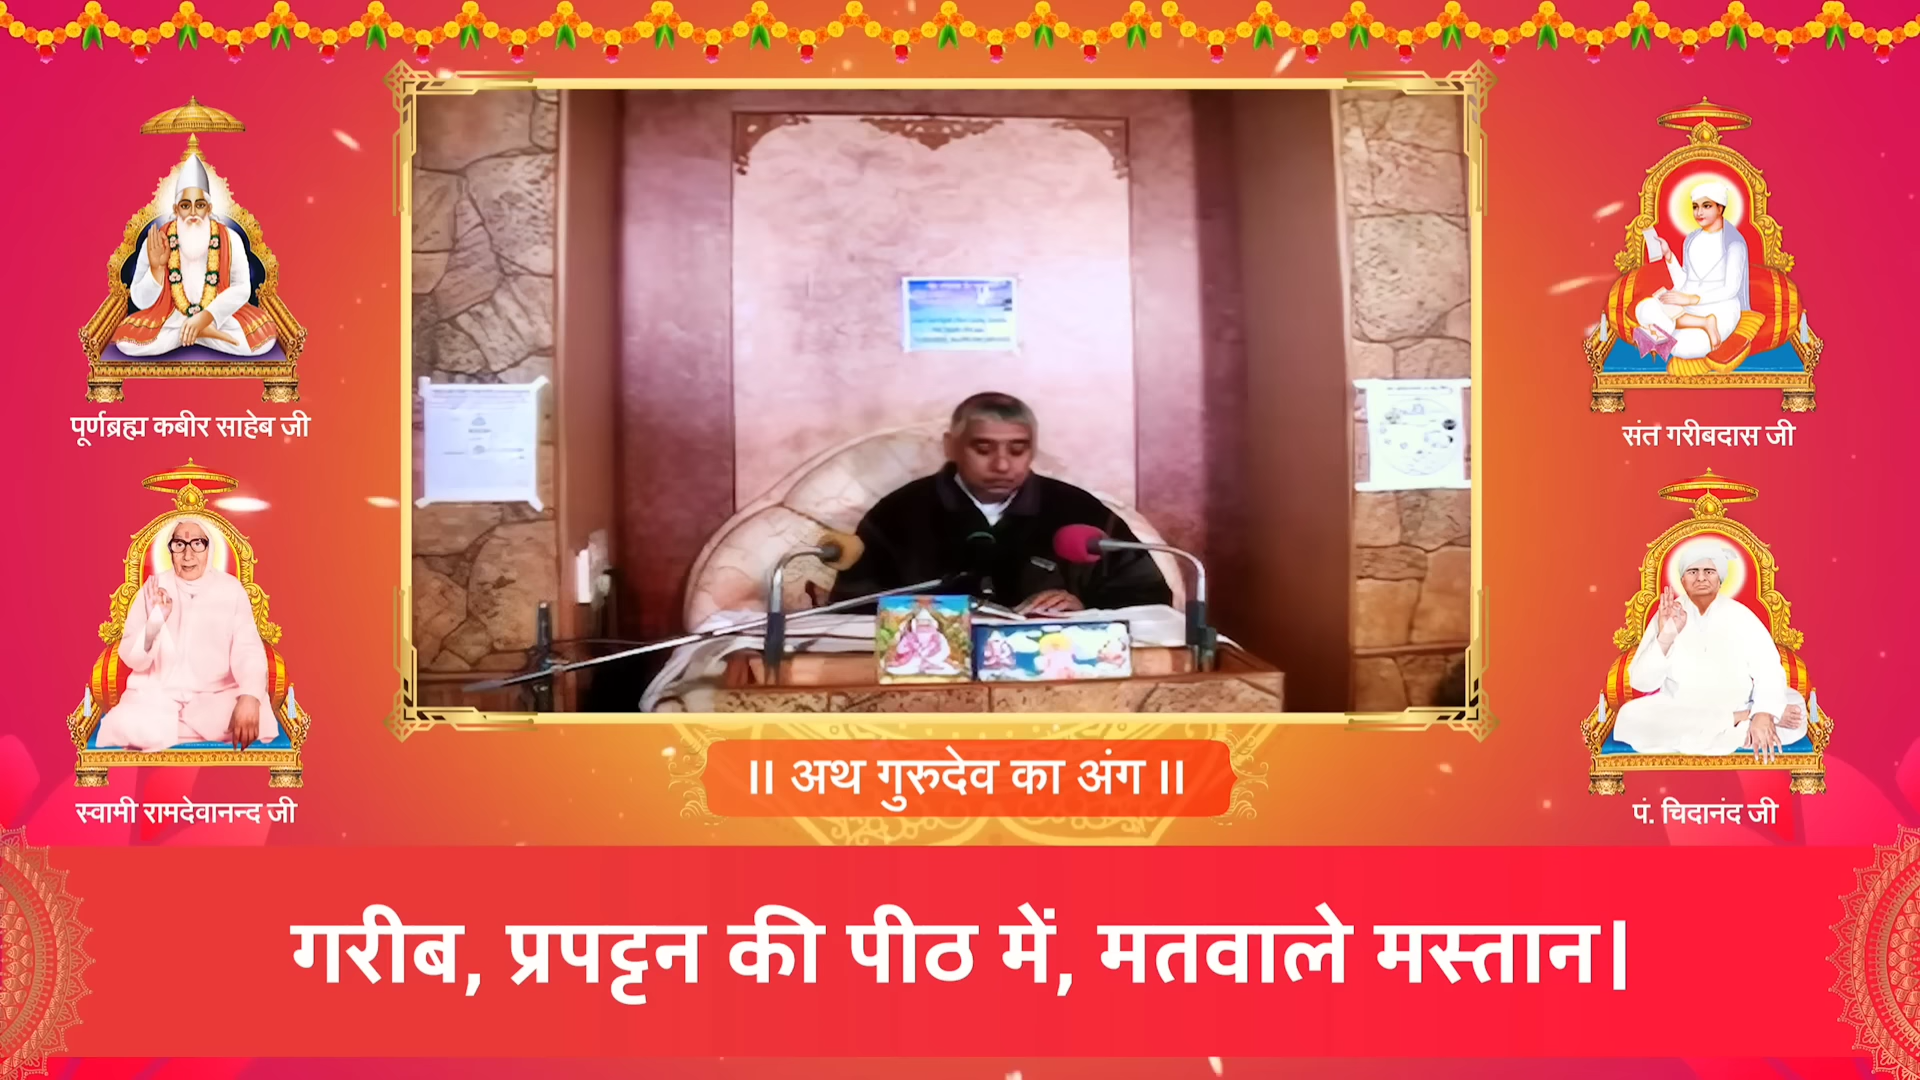 पूर्णब्रह्म कबीर साहेब जी
संत गरीबदास जी
स्वामी रामदेवानन्द जी
पं. चिदानंद जी
।। अथ गुरुदेव का अंग ।।
गरीब, प्रपट्टन की पीठ में, मतवाले मस्तान|